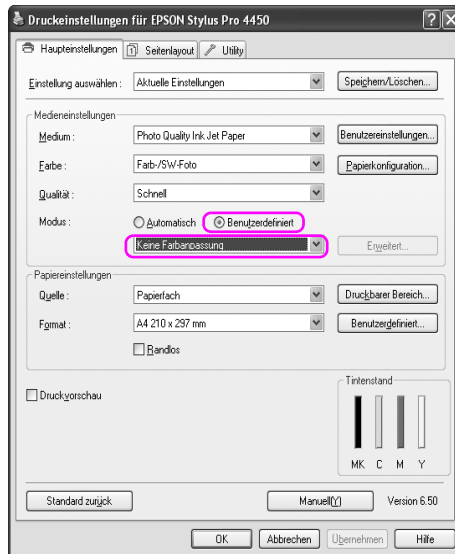 Druckeinstellungen für EPSON Stylus Pro 4450
Haupteinstellungen Seitenlayout Utility
Einstellung auswählen : Aktuelle Einstellungen Speichern/Löschen...
Medieneinstellungen
Medium : Photo Quality Ink Jet Paper Benutzereinstellungen...
Farbe : Farb-/SW-Foto Papierkonfiguration...
Qualität : Schnell
Modus : Automatisch Benutzerdefiniert
Keine Farbanpassung Erweitert...
Papiereinstellungen
Quelle : Papierfach Druckbarer Bereich...
Format : A4 210 x 297 mm Benutzerdefiniert...
Randlos
Druckvorschau
Tintenstand
MK C M Y
Standard zurück Manuell(Y) Version 6.50
OK Abbrechen Übernehmen Hilfe